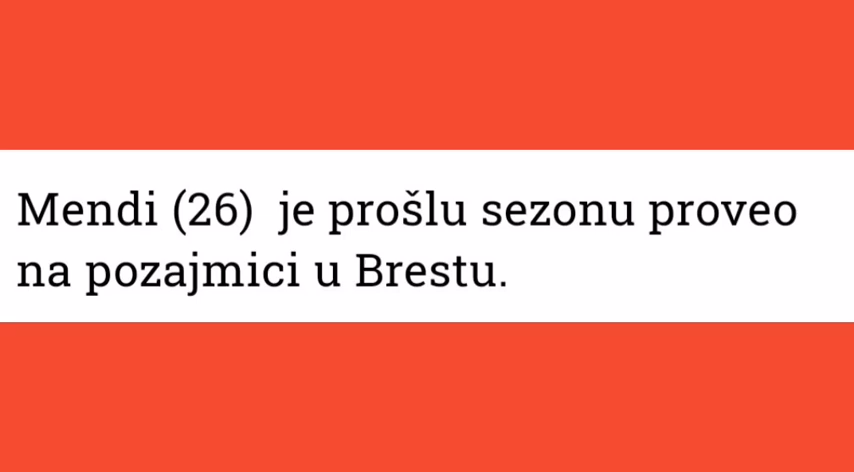 Mendi (26)  je prošlu sezonu proveo
na pozajmici u Brestu.